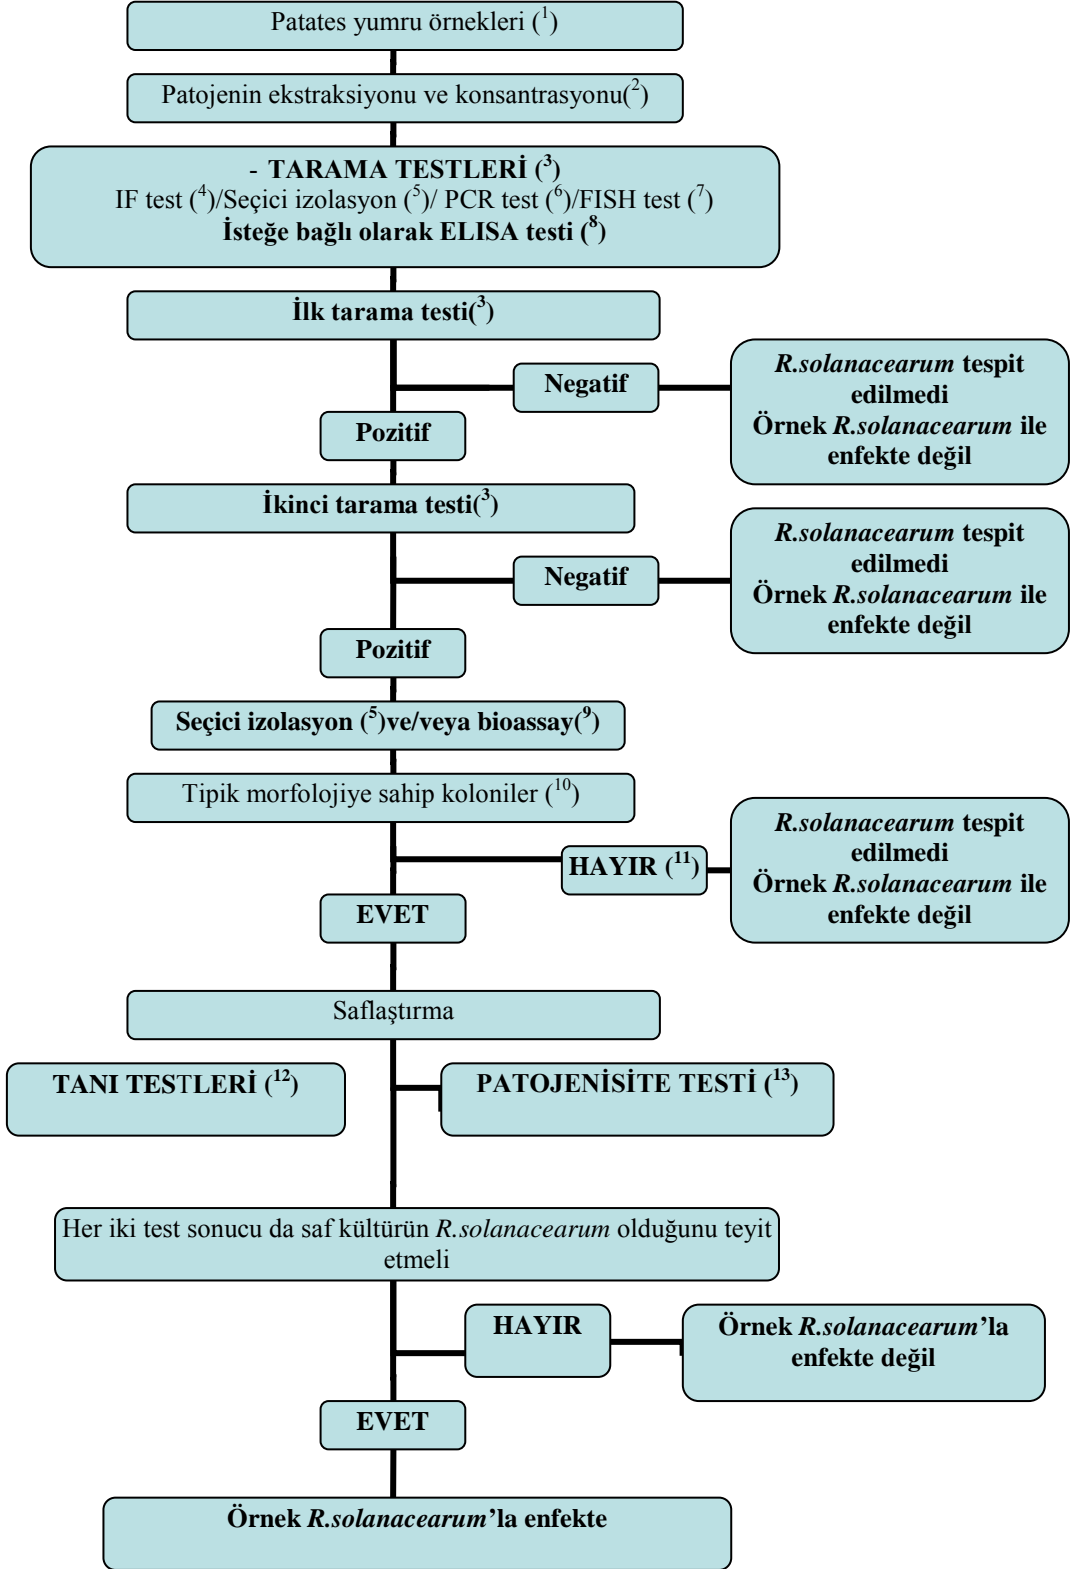 Patates yumru örnekleri (1)
Patojenin ekstraksiyonu ve konsantrasyonu(2)
- TARAMA TESTLERİ (3)
IF test (4)/Seçici izolasyon (5)/ PCR test (6)/FISH test (7)
İsteğe bağlı olarak ELISA testi (8)
İlk tarama testi(3)
Negatif
R.solanacearum tespit
edilmedi
Örnek R.solanacearum ile
enfekte değil
Pozitif
İkinci tarama testi(3)
Negatif
R.solanacearum tespit
edilmedi
Örnek R.solanacearum ile
enfekte değil
Pozitif
Seçici izolasyon (5)ve/veya bioassay(9)
Tipik morfolojiye sahip koloniler (10)
HAYIR (11)
R.solanacearum tespit
edilmedi
Örnek R.solanacearum ile
enfekte değil
EVET
Saflaştırma
TANI TESTLERİ (12)
PATOJENİSİTE TESTİ (13)
Her iki test sonucu da saf kültürün R.solanacearum olduğunu teyit
etmeli
HAYIR
Örnek R.solanacearum’la
enfekte değil
EVET
Örnek R.solanacearum’la enfekte